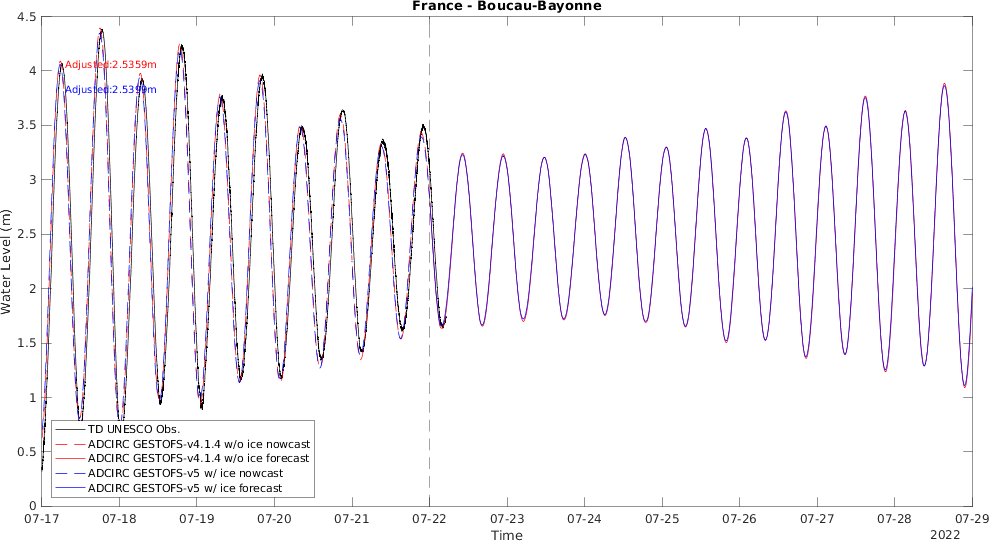 France - Boucau-Bayonne
Water Level (m)
4.5
4
3.5
3
2.5
2
1.5
1
0.5
0
Adjusted:2.5359m
Adjusted:2.5399m
TD UNESCO Obs.
ADCIRC GESTOFS-v4.1.4 w/o ice nowcast
ADCIRC GESTOFS-v4.1.4 w/o ice forecast
ADCIRC GESTOFS-v5 w/ ice nowcast
ADCIRC GESTOFS-v5 w/ ice forecast
07-17 07-18 07-19 07-20 07-21 07-22 07-23 07-24 07-25 07-26 07-27 07-28 07-29
Time
2022